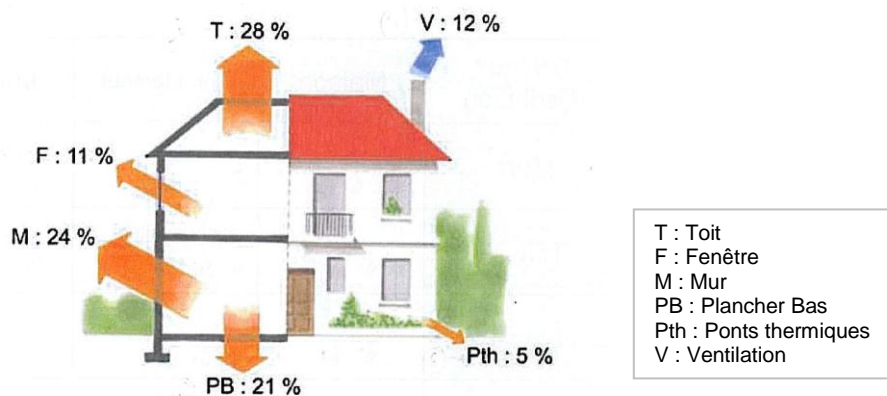 T : 28 %
V : 12 %
F : 11 %
M : 24 %
Pth : 5 %
PB : 21 %
T : Toit
F : Fenêtre
M : Mur
PB : Plancher Bas
Pth : Ponts thermiques
V : Ventilation